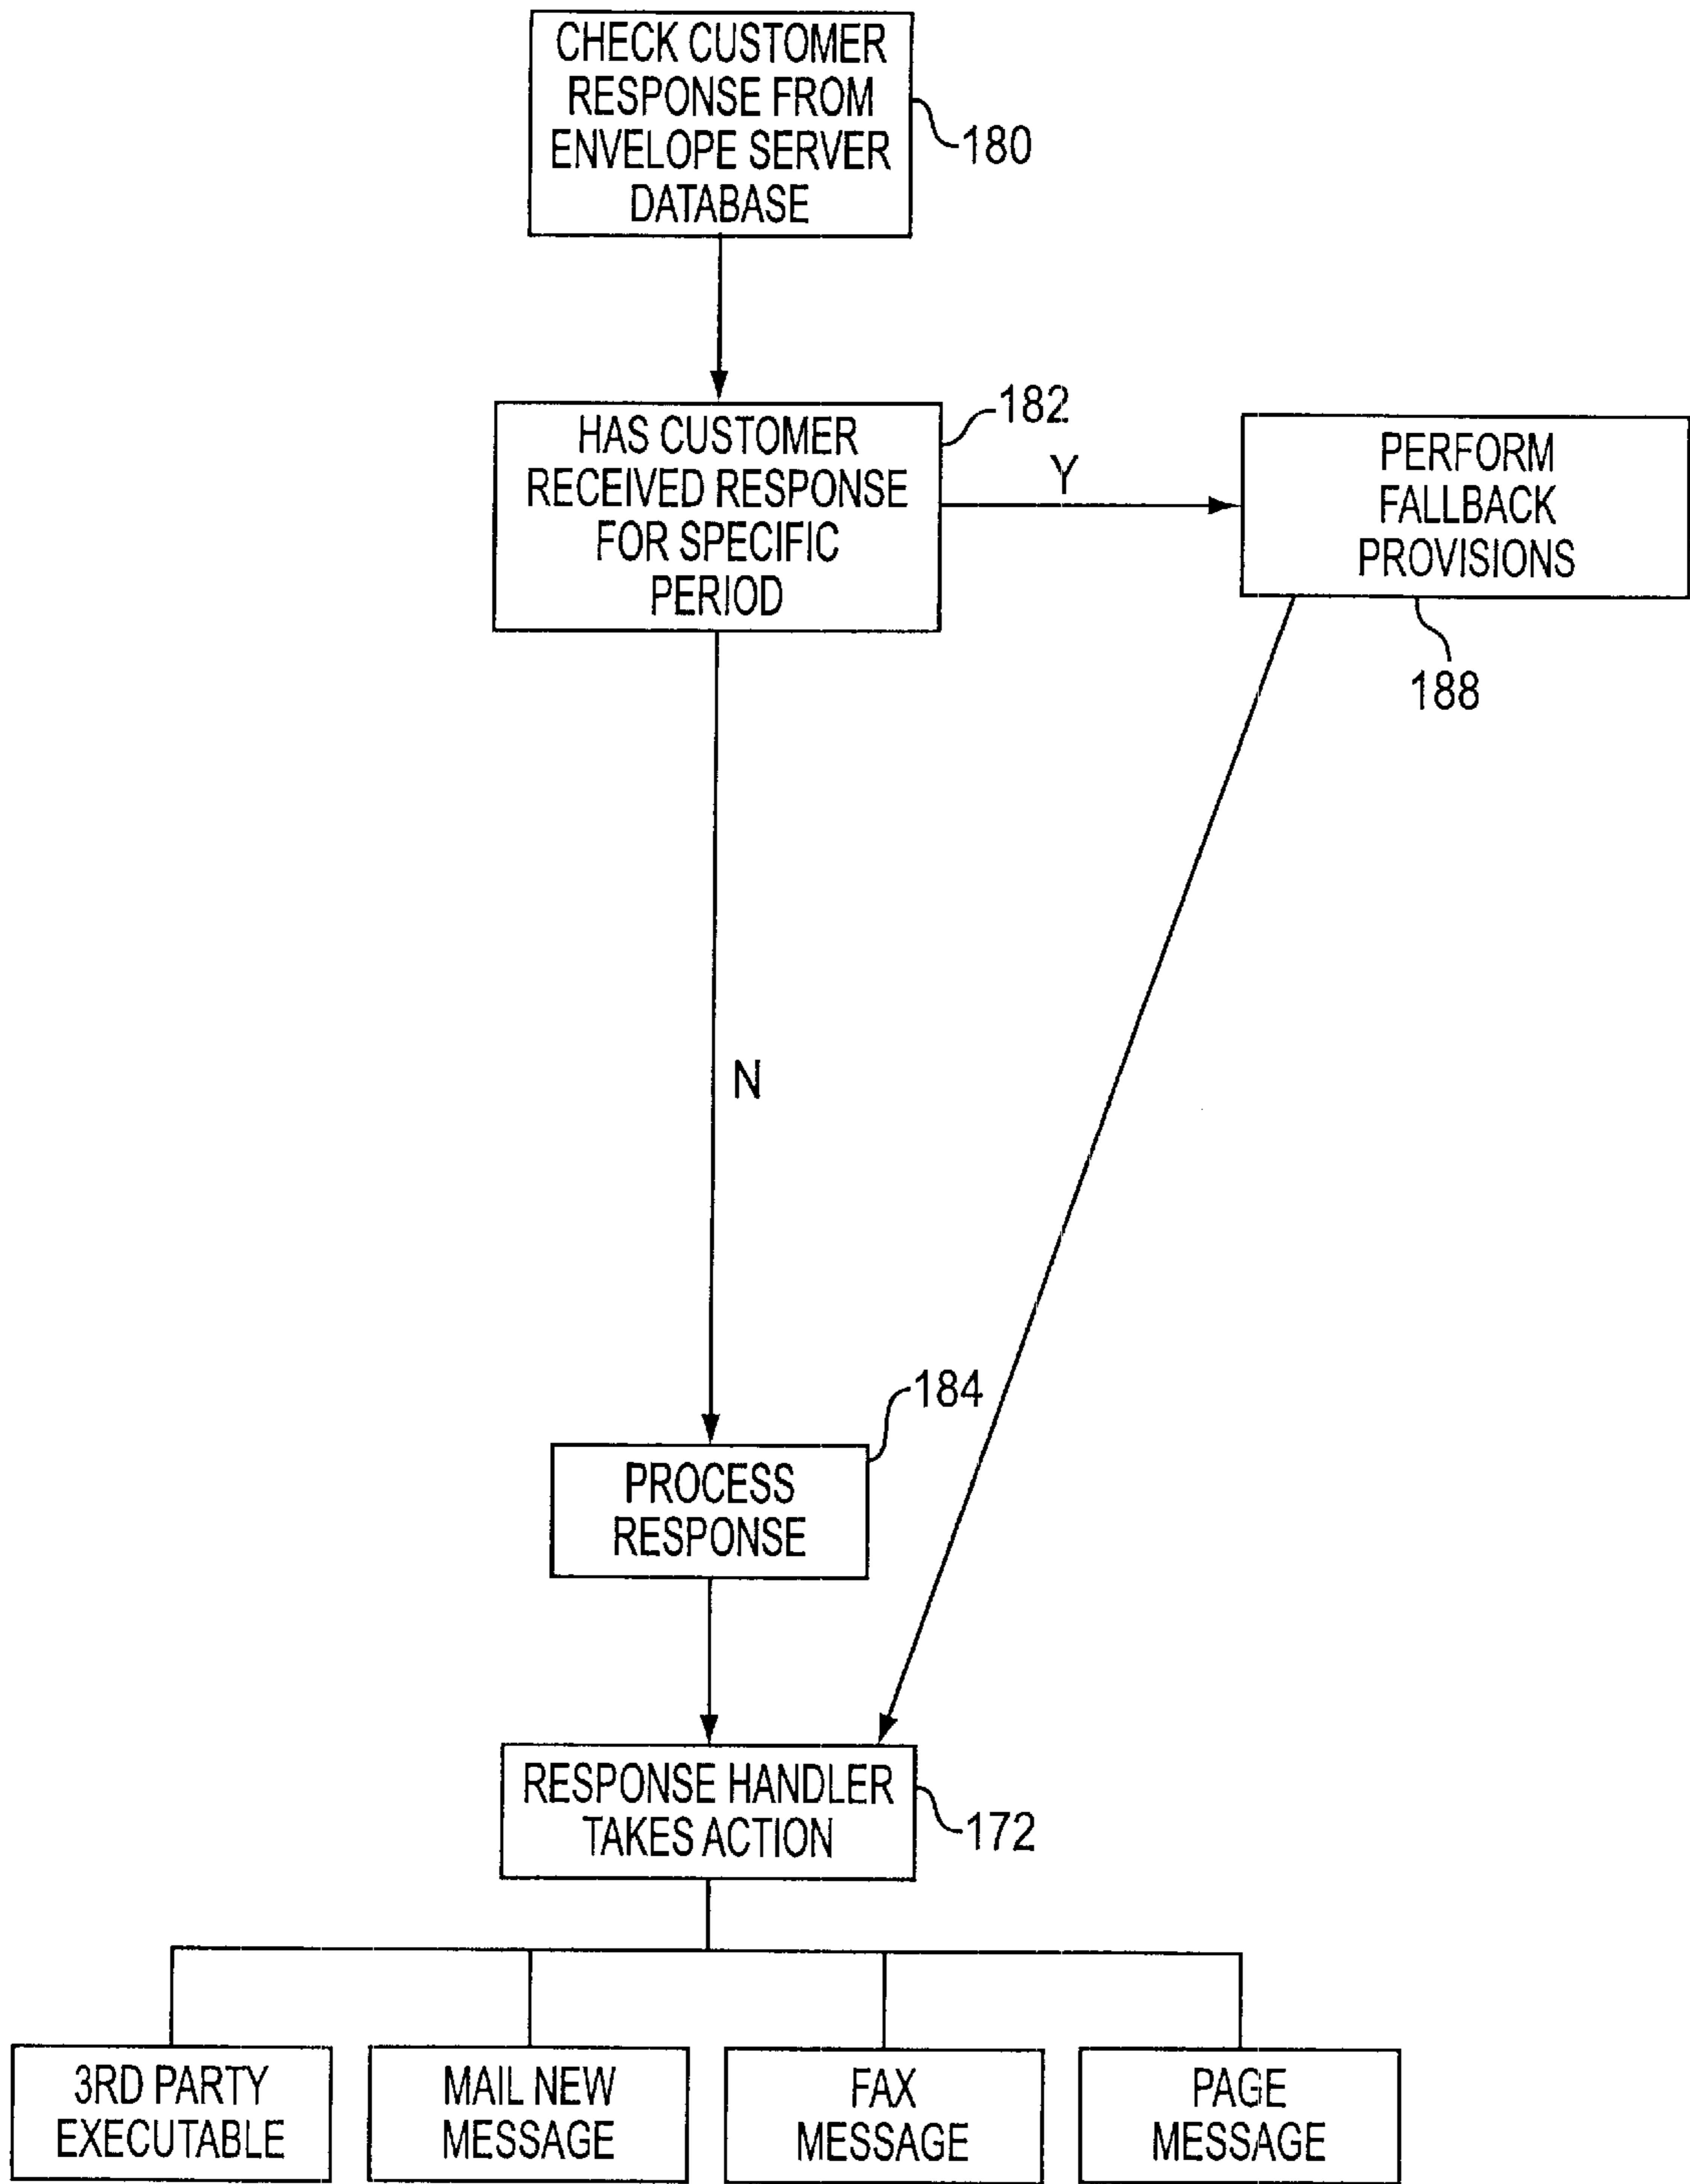 CHECK CUSTOMER
RESPONSE FROM
ENVELOPE SERVER
DATABASE
180
HAS CUSTOMER
RECEIVED RESPONSE
FOR SPECIFIC
PERIOD
182
Y
PERFORM
FALLBACK
PROVISIONS
188
N
PROCESS
RESPONSE
184
RESPONSE HANDLER
TAKES ACTION
172
3RD PARTY
EXECUTABLE
MAIL NEW
MESSAGE
FAX
MESSAGE
PAGE
MESSAGE